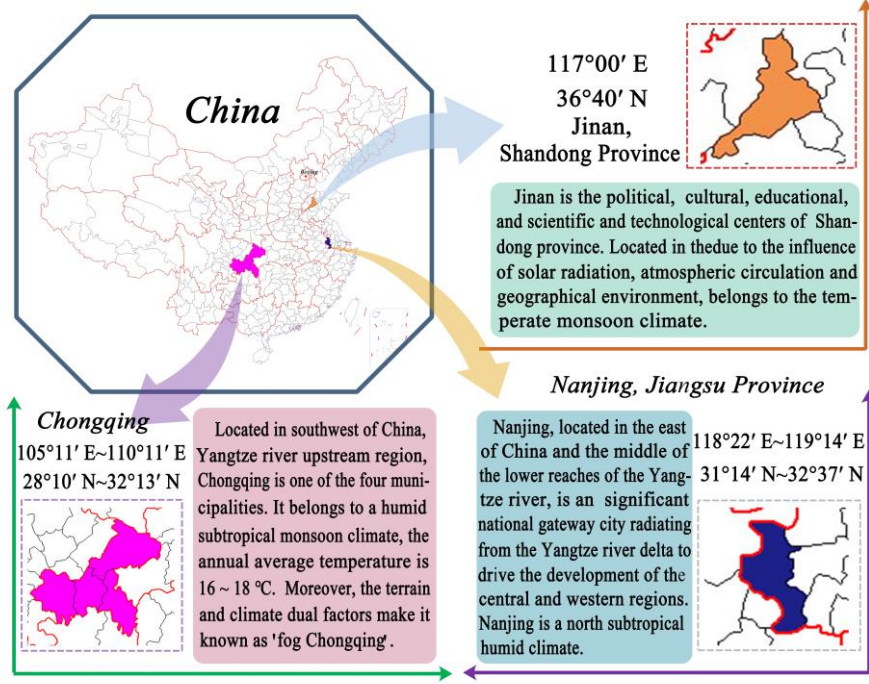 China
Beijing
117°00′ E
36°40′ N
Jinan,
Shandong Province
Jinan is the political, cultural, educational,
and scientific and technological centers of Shan-
dong province. Located in thedue to the influence
of solar radiation, atmospheric circulation and
geographical environment, belongs to the tem-
perate monsoon climate.
Chongqing
105°11′ E~110°11′ E
28°10′ N~32°13′ N
Located in southwest of China,
Yangtze river upstream region,
Chongqing is one of the four muni-
cipalities. It belongs to a humid
subtropical monsoon climate, the
annual average temperature is
16 ~ 18 ℃. Moreover, the terrain
and climate dual factors make it
known as 'fog Chongqing'.
Nanjing, Jiangsu Province
Nanjing, located in the east
of China and the middle of
the lower reaches of the Yang-
tze river, is an significant
national gateway city radiating
from the Yangtze river delta to
drive the development of the
central and western regions.
Nanjing is a north subtropical
humid climate.
118°22′ E~119°14′ E
31°14′ N~32°37′ N